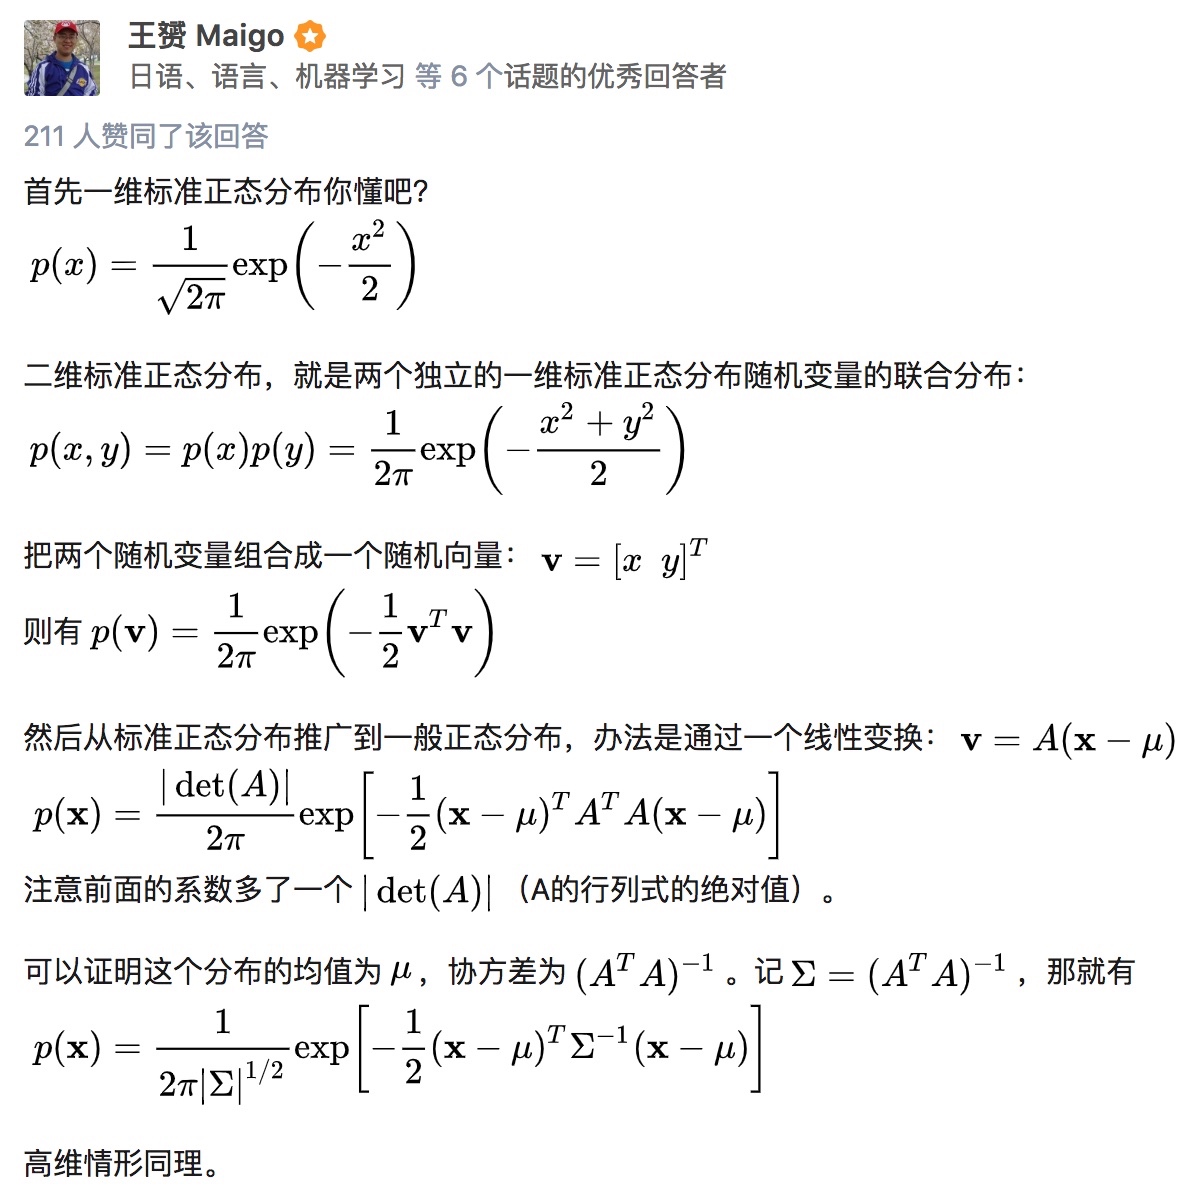 王赟 Maigo
日语、语言、机器学习 等 6 个话题的优秀回答者
211 人赞同了该回答
首先一维标准正态分布你懂吧？
p(x) = \frac{1}{\sqrt{2\pi}} \exp\left(-\frac{x^2}{2}\right)
二维标准正态分布，就是两个独立的一维标准正态分布随机变量的联合分布：
p(x, y) = p(x)p(y) = \frac{1}{2\pi} \exp\left(-\frac{x^2 + y^2}{2}\right)
把两个随机变量组合成一个随机向量： \mathbf{v} = [x \; y]^T
则有 p(\mathbf{v}) = \frac{1}{2\pi} \exp\left(-\frac{1}{2} \mathbf{v}^T \mathbf{v}\right)
然后从标准正态分布推广到一般正态分布，办法是通过一个线性变换： \mathbf{v} = A(\mathbf{x} - \mu)
p(\mathbf{x}) = \frac{|\det(A)|}{2\pi} \exp\left[-\frac{1}{2} (\mathbf{x} - \mu)^T A^T A (\mathbf{x} - \mu)\right]
注意前面的系数多了一个 |\det(A)| （A的行列式的绝对值）。
可以证明这个分布的均值为 \mu ，协方差为 (A^T A)^{-1} 。记 \Sigma = (A^T A)^{-1} ，那就有
p(\mathbf{x}) = \frac{1}{2\pi|\Sigma|^{1/2}} \exp\left[-\frac{1}{2} (\mathbf{x} - \mu)^T \Sigma^{-1} (\mathbf{x} - \mu)\right]
高维情形同理。